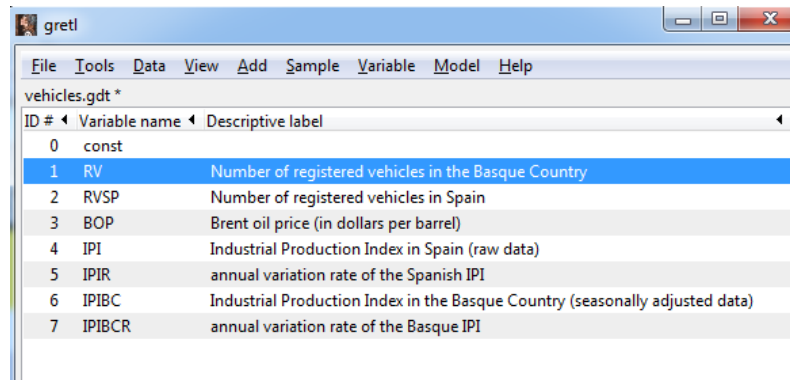 gretl
File Tools Data View Add Sample Variable Model Help
vehicles.gdt *
ID # Variable name Descriptive label
0 const
1 RV Number of registered vehicles in the Basque Country
2 RVSP Number of registered vehicles in Spain
3 BOP Brent oil price (in dollars per barrel)
4 IPI Industrial Production Index in Spain (raw data)
5 IPIR annual variation rate of the Spanish IPI
6 IPIBC Industrial Production Index in the Basque Country (seasonally adjusted data)
7 IPIBCR annual variation rate of the Basque IPI